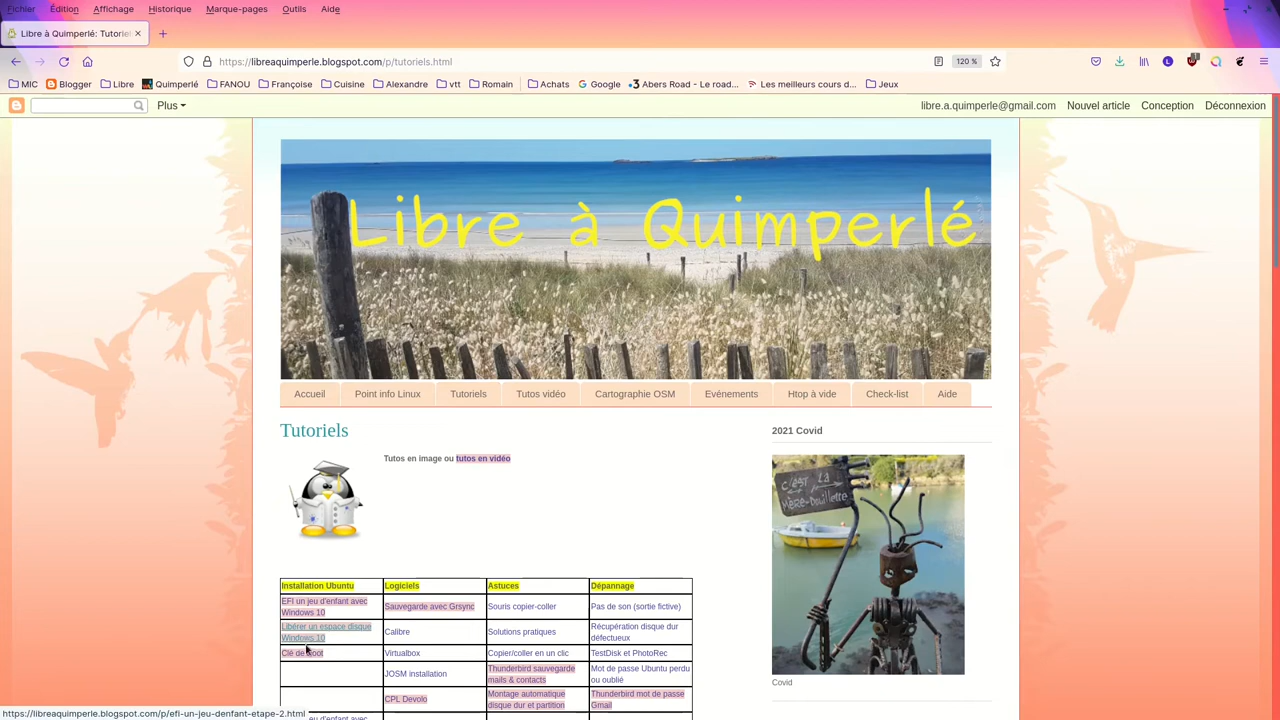 Fichier Édition Affichage Historique Marque-pages Outils Aide
Libre à Quimperlé: Tutoriel
https://libreaquimperle.blogspot.com/p/tutoriels.html 120 %
MIC Blogger Libre Quimperlé FANOU Françoise Cuisine Alexandre vtt Romain Achats Google Abers Road - Le road... Les meilleurs cours d... Jeux
Plus libre.a.quimperle@gmail.com Nouvel article Conception Déconnexion
Libre à Quimperlé
Accueil Point info Linux Tutoriels Tutos vidéo Cartographie OSM Evénements Htop à vide Check-list Aide
Tutoriels
Tutos en image ou tutos en vidéo
2021 Covid
C'EST LA
Covid
Installation Ubuntu Logiciels Astuces Dépannage
EFI un jeu d'enfant avec
Windows 10
Sauvegarde avec Grsync
Souris copier-coller
Pas de son (sortie fictive)
Libérer un espace disque
Windows 10
Calibre
Solutions pratiques
Récupération disque dur
défectueux
Clé de boot
Virtualbox
Copier/coller en un clic
TestDisk et PhotoRec
JOSM installation
Thunderbird sauvegarde
mails & contacts
Mot de passe Ubuntu perdu
ou oublié
CPL Devolo
Montage automatique
disque dur et partition
Thunderbird mot de passe
Gmail
https://libreaquimperle.blogspot.com/p/efi-un-jeu-denfant-etape-2.html